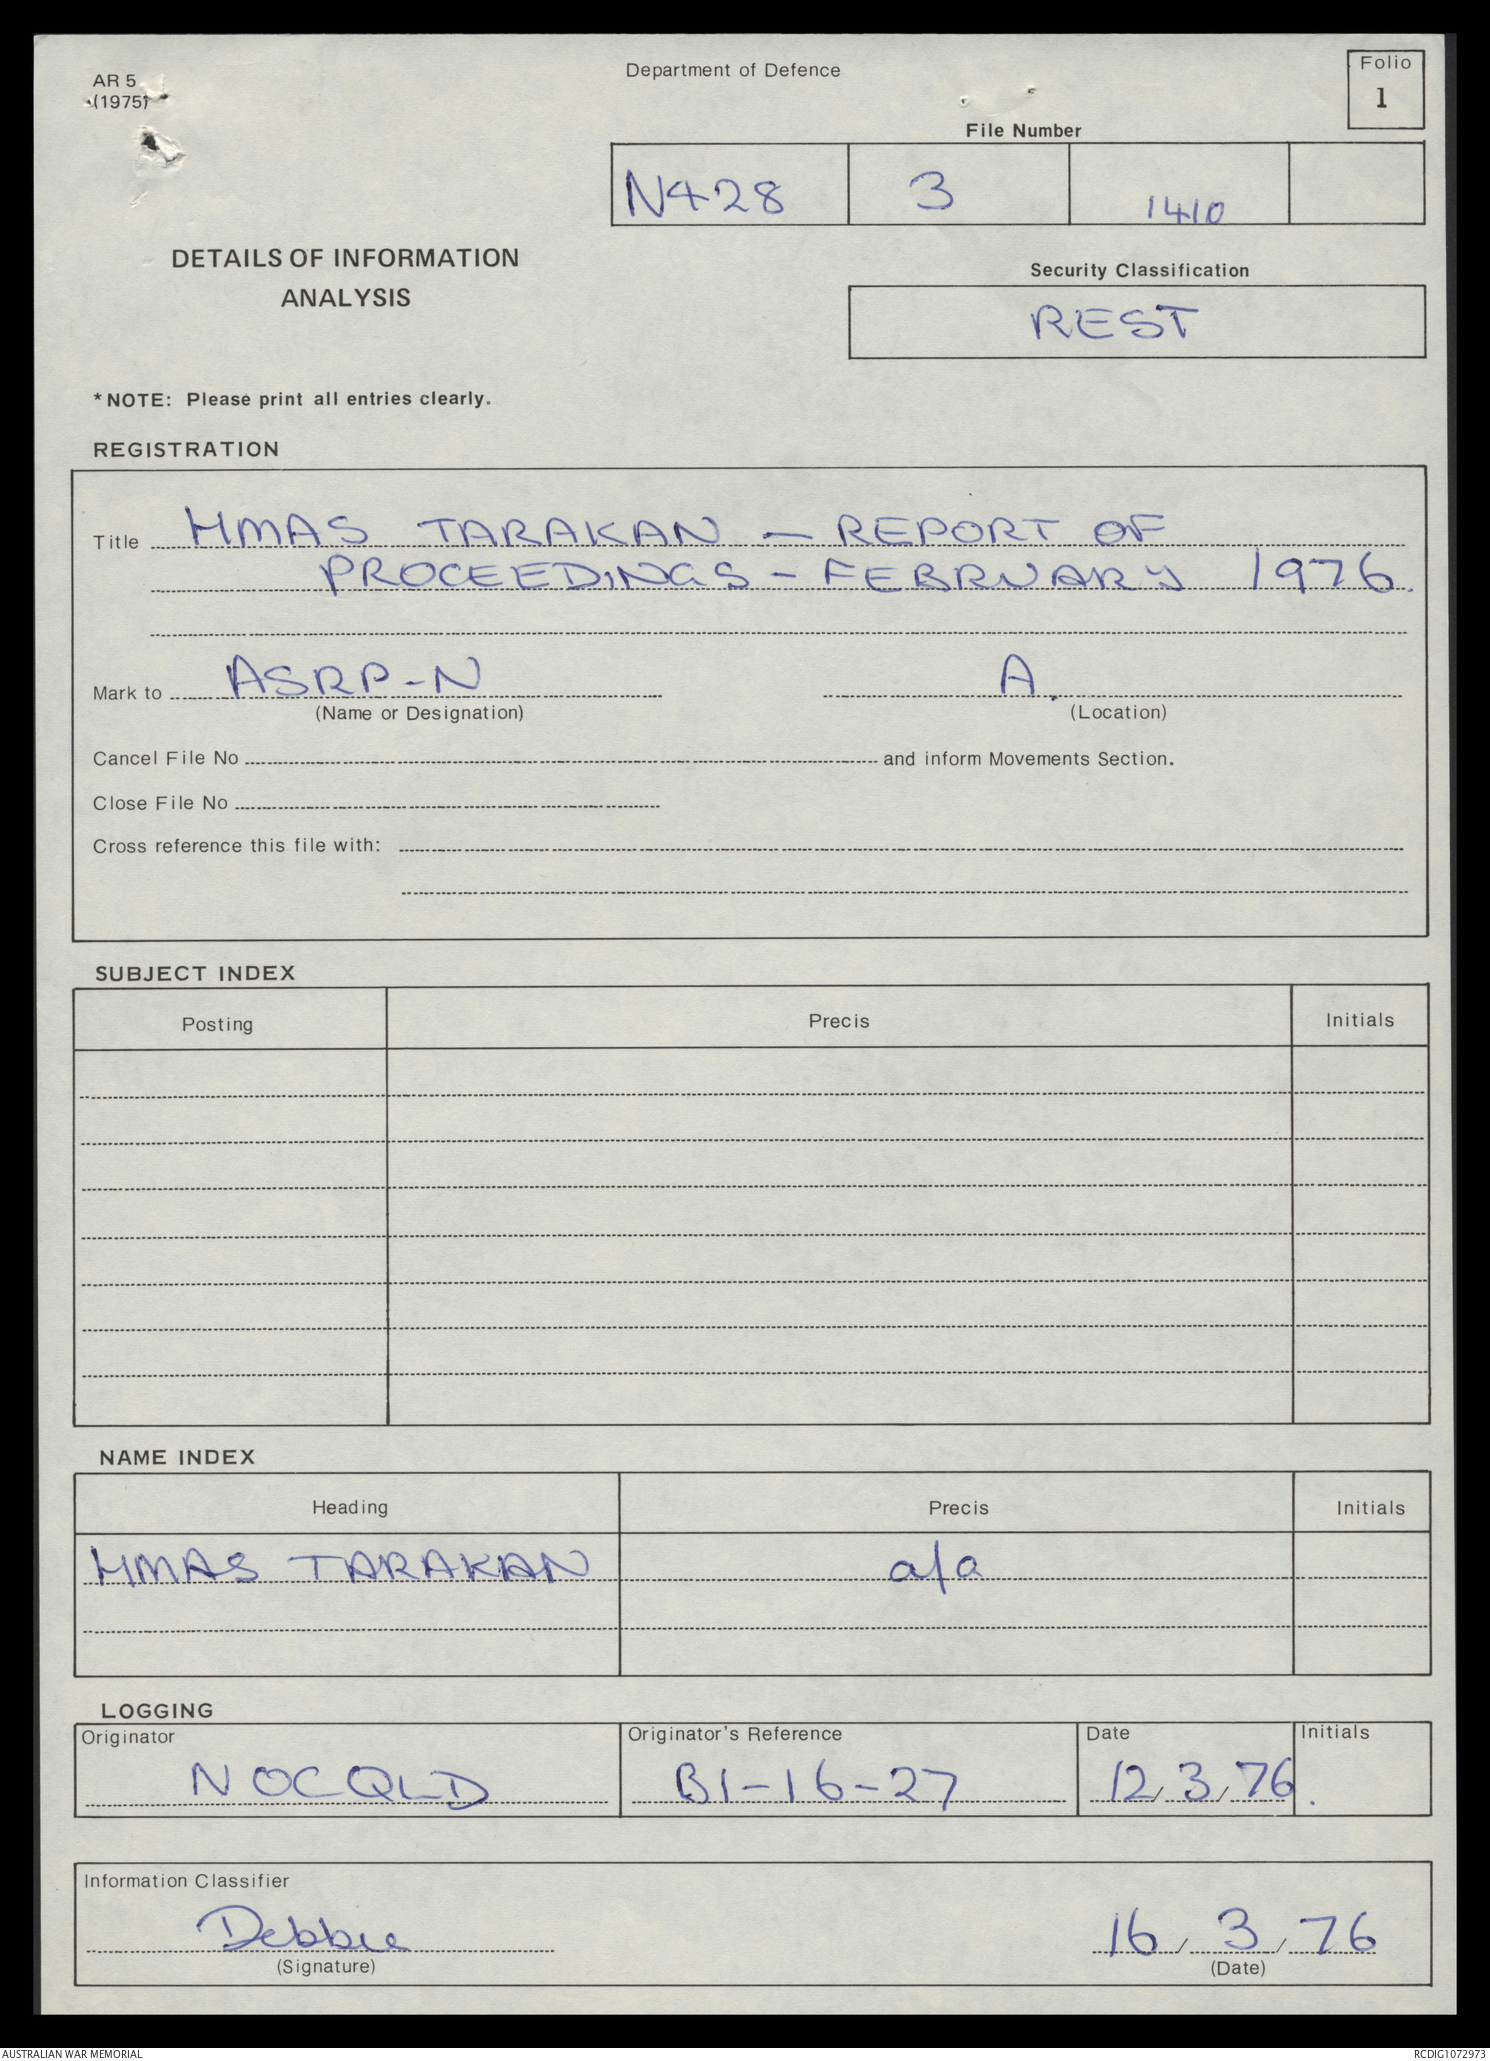 AR 5
(1975)
Department of Defence
Folio
1
File Number
N428 3 1410
DETAILS OF INFORMATION
ANALYSIS
Security Classification
REST
*NOTE: Please print all entries clearly.
REGISTRATION
Title HMAS TARAKAN - REPORT OF
PROCEEDINGS - FEBRUARY 1976.
Mark to ASRP-N A.
(Name or Designation) (Location)
Cancel File No and inform Movements Section.
Close File No
Cross reference this file with:
SUBJECT INDEX
Posting Precis Initials
NAME INDEX
Heading Precis Initials
HMAS TARAKAN a/a
LOGGING
Originator Originator's Reference Date Initials
NOCQLD B1-16-27 12/3/76
Information Classifier
Debbie 16/3/76
(Signature) (Date)
AUSTRALIAN WAR MEMORIAL RCDIG1072973